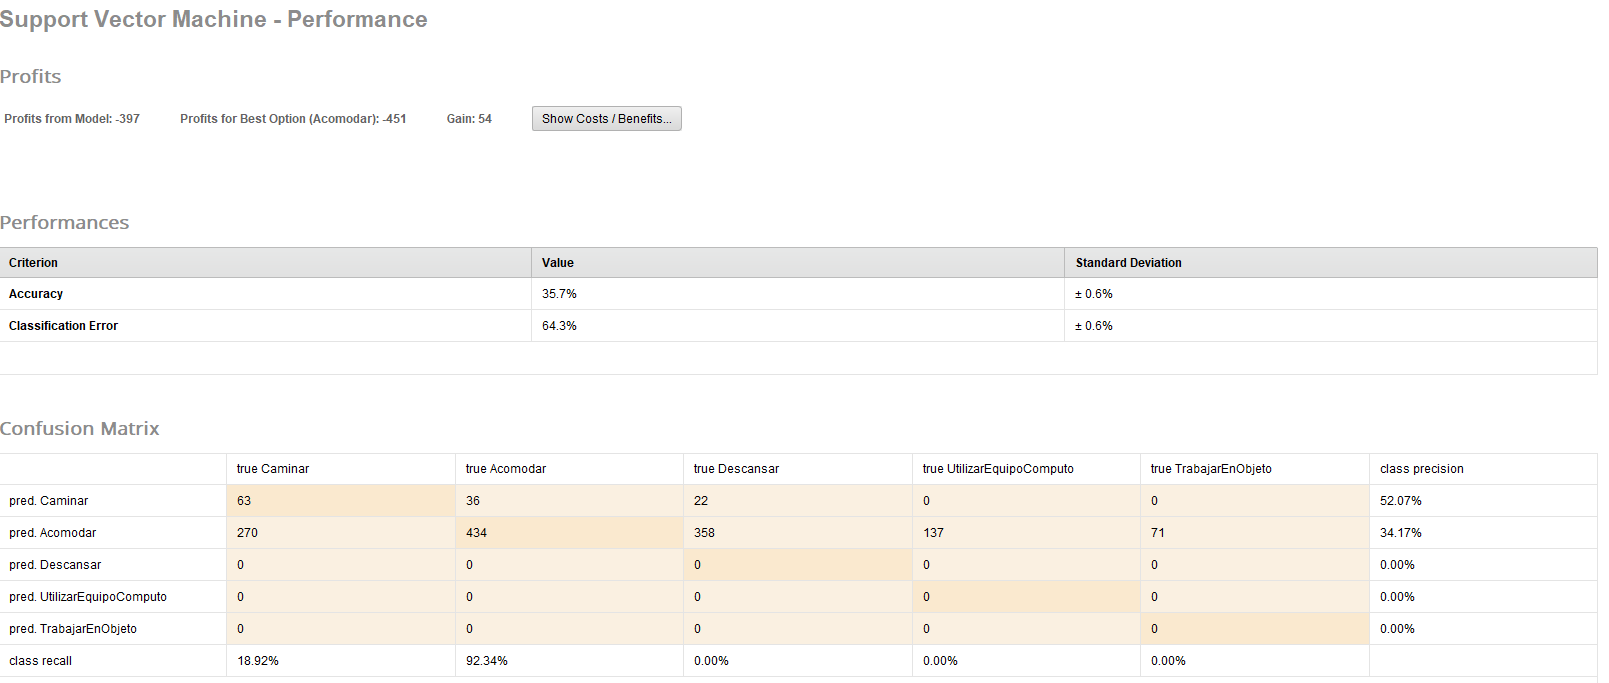 Support Vector Machine - Performance
Profits
Profits from Model: -397 Profits for Best Option (Acomodar): -451 Gain: 54 Show Costs / Benefits...
Performances
Criterion Value Standard Deviation
Accuracy 35.7% ± 0.6%
Classification Error 64.3% ± 0.6%
Confusion Matrix
true Caminar true Acomodar true Descansar true UtilizarEquipoComputo true TrabajarEnObjeto class precision
pred. Caminar 63 36 22 0 0 52.07%
pred. Acomodar 270 434 358 137 71 34.17%
pred. Descansar 0 0 0 0 0 0.00%
pred. UtilizarEquipoComputo 0 0 0 0 0 0.00%
pred. TrabajarEnObjeto 0 0 0 0 0 0.00%
class recall 18.92% 92.34% 0.00% 0.00% 0.00%